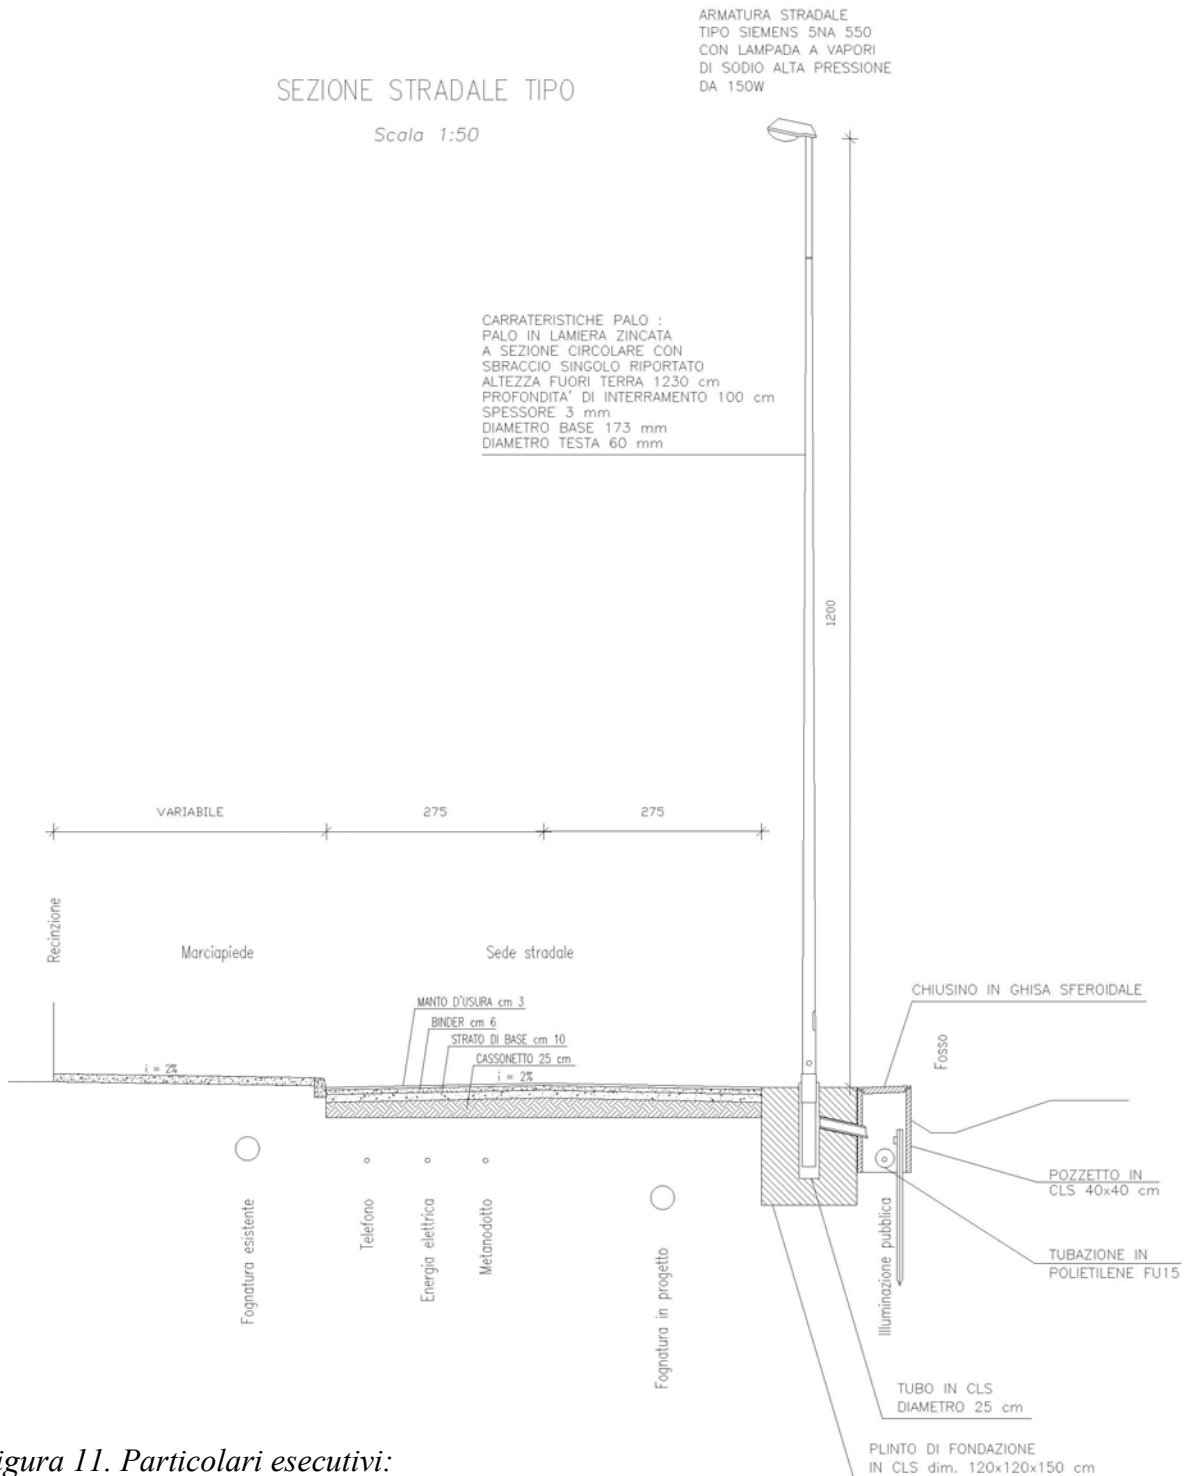 ARMATURA STRADALE
TIPO SIEMENS 5NA 550
CON LAMPADA A VAPORI
DI SODIO ALTA PRESSIONE
DA 150W
SEZIONE STRADALE TIPO
Scala 1:50
CARRATERISTICHE PALO :
PALO IN LAMIERA ZINCATA
A SEZIONE CIRCOLARE CON
SBRACCIO SINGOLO RIPORTATO
ALTEZZA FUORI TERRA 1230 cm
PROFONDITA' DI INTERRAMENTO 100 cm
SPESSORE 3 mm
DIAMETRO BASE 173 mm
DIAMETRO TESTA 60 mm
1200
VARIABILE
275
275
Recinzione
Marciapiede
Sede stradale
MANTO D'USURA cm 3
BINDER cm 6
STRATO DI BASE cm 10
CASSONETTO 25 cm
i = 2%
i = 2%
CHIUSINO IN GHISA SFEROIDALE
Fosso
POZZETTO IN
CLS 40x40 cm
TUBAZIONE IN
POLIETILENE FU15
Fognatura esistente
Telefono
Energia elettrica
Metanodotto
Fognatura in progetto
Illuminazione pubblica
TUBO IN CLS
DIAMETRO 25 cm
PLINTO DI FONDAZIONE
IN CLS dim. 120x120x150 cm
igura 11. Particolari esecutivi: